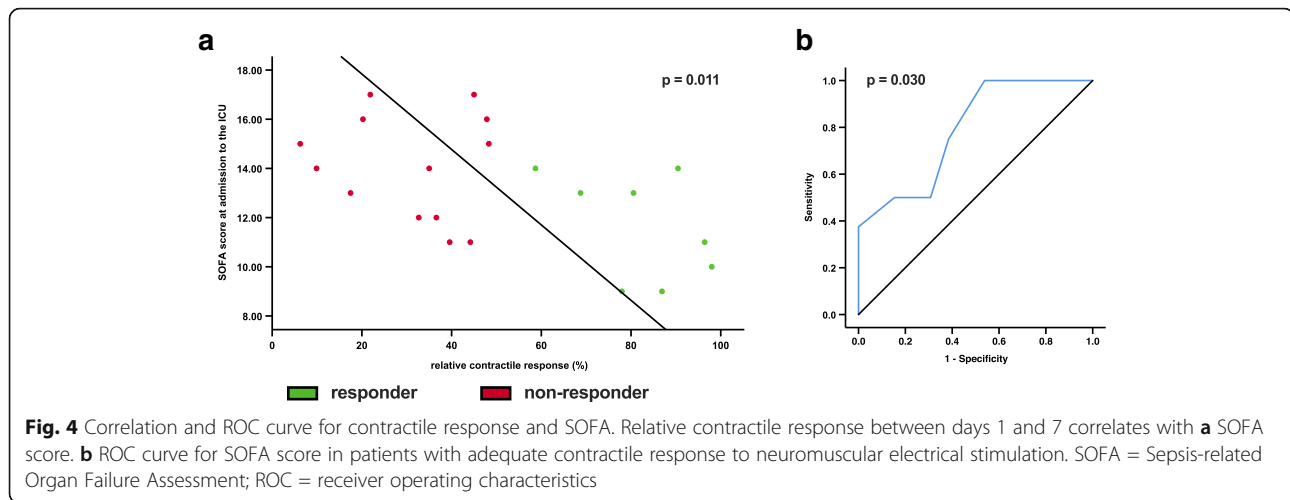 a
b
18.00
16.00
14.00
12.00
10.00
8.00
SOFA score at admission to the ICU
p = 0.011
0
20
40
60
80
100
relative contractile response (%)
responder
non-responder
1.0
0.8
0.6
0.4
0.2
0.0
Sensitivity
p = 0.030
0.0
0.2
0.4
0.6
0.8
1.0
1 - Specificity
Fig. 4 Correlation and ROC curve for contractile response and SOFA. Relative contractile response between days 1 and 7 correlates with a SOFA
score. b ROC curve for SOFA score in patients with adequate contractile response to neuromuscular electrical stimulation. SOFA = Sepsis-related
Organ Failure Assessment; ROC = receiver operating characteristics